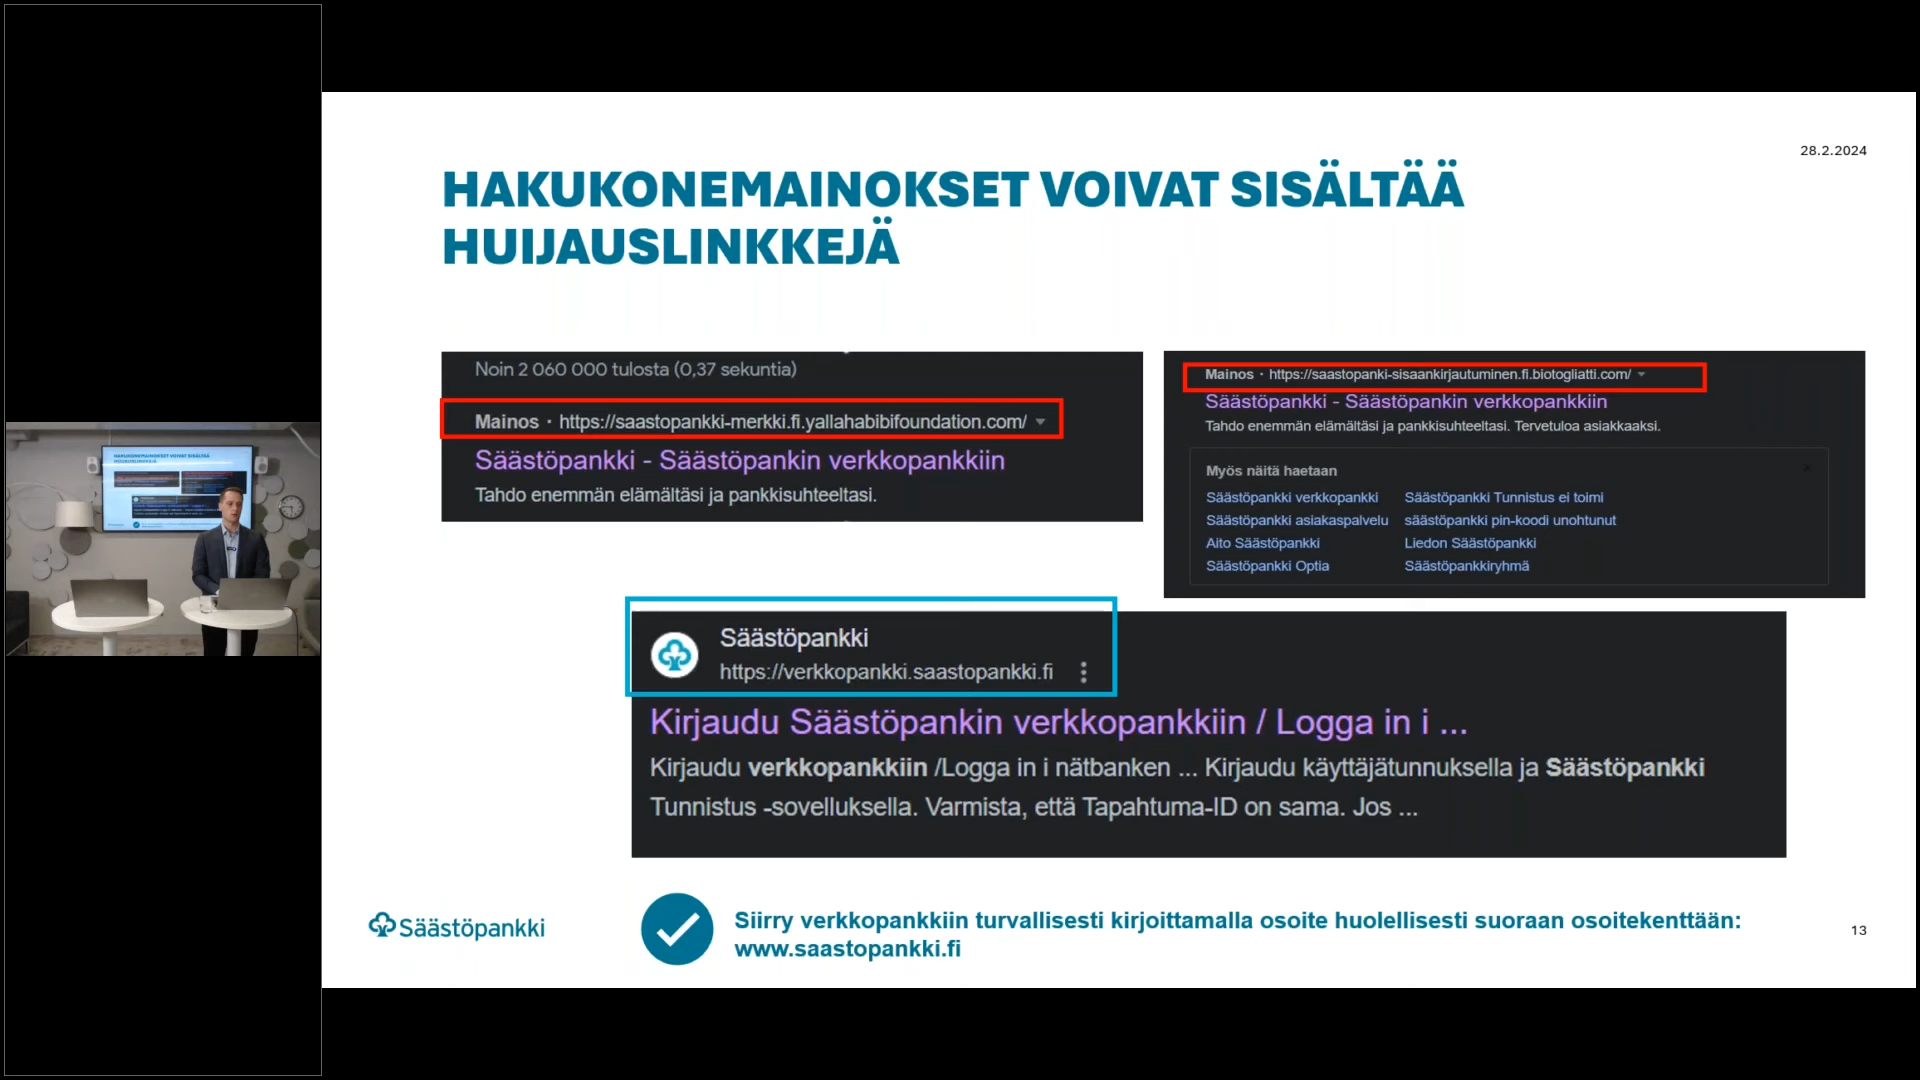 28.2.2024
HAKUKONEMAINOKSET VOIVAT SISÄLTÄÄ
HUIJAUSLINKKEJÄ
Noin 2 060 000 tulosta (0,37 sekuntia)
Mainos · https://saastopankki-merkki.fi.yallahabibifoundation.com/
Säästöpankki - Säästöpankin verkkopankkiin
Tahdo enemmän elämältäsi ja pankkisuhteeltasi.
Mainos · https://saastopanki-sisaankirjautuminen.fi.biotogliatti.com/
Säästöpankki - Säästöpankin verkkopankkiin
Tahdo enemmän elämältäsi ja pankkisuhteeltasi. Tervetuloa asiakkaaksi.
Myös näitä haetaan
Säästöpankki verkkopankki Säästöpankki Tunnistus ei toimi
Säästöpankki asiakaspalvelu säästöpankki pin-koodi unohtunut
Aito Säästöpankki Liedon Säästöpankki
Säästöpankki Optia Säästöpankkiryhmä
Säästöpankki
https://verkkopankki.saastopankki.fi
Kirjaudu Säästöpankin verkkopankkiin / Logga in i ...
Kirjaudu verkkopankkiin /Logga in i nätbanken ... Kirjaudu käyttäjätunnuksella ja Säästöpankki
Tunnistus -sovelluksella. Varmista, että Tapahtuma-ID on sama. Jos ...
Säästöpankki
Siirry verkkopankkiin turvallisesti kirjoittamalla osoite huolellisesti suoraan osoitekenttään:
www.saastopankki.fi
13
HAKUKONEMAINOKSET VOIVAT SISÄLTÄÄ
HUIJAUSLINKKEJÄ